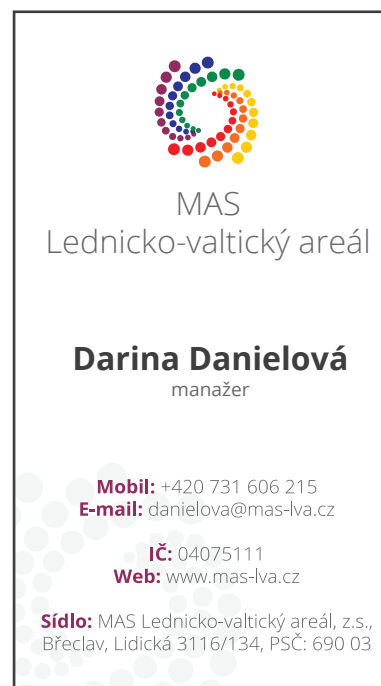 MAS
Lednicko-valtický areál
Darina Danielová
manažer
Mobil: +420 731 606 215
E-mail: danielova@mas-lva.cz
IČ: 04075111
Web: www.mas-lva.cz
Sídlo: MAS Lednicko-valtický areál, z.s.,
Břeclav, Lidická 3116/134, PSČ: 690 03